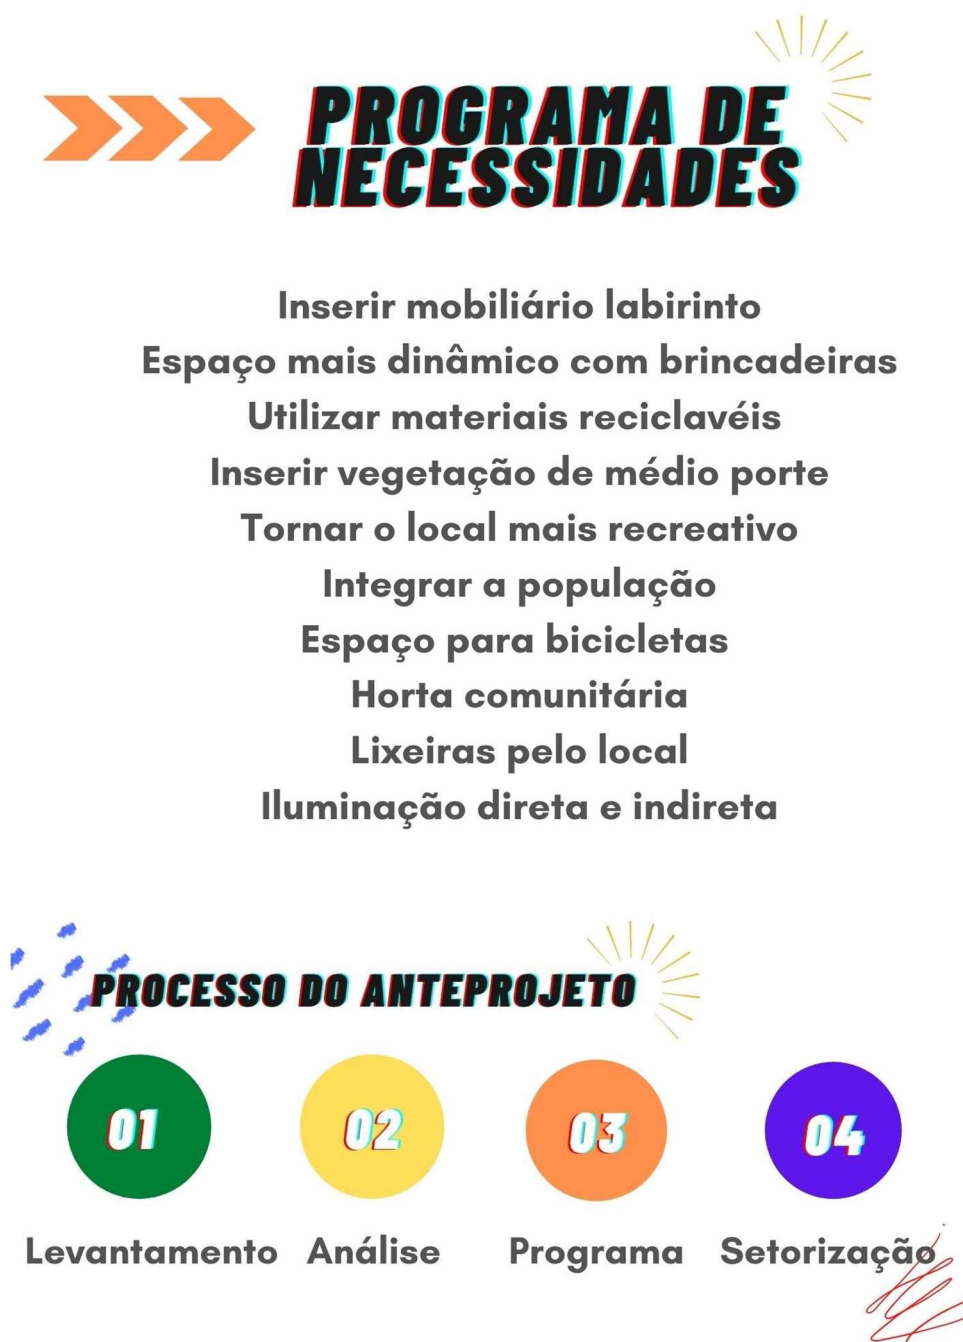 PROGRAMA DE
NECESSIDADES
Inserir mobiliário labirinto
Espaço mais dinâmico com brincadeiras
Utilizar materiais reciclavéis
Inserir vegetação de médio porte
Tornar o local mais recreativo
Integrar a população
Espaço para bicicletas
Horta comunitária
Lixeiras pelo local
Iluminação direta e indireta
PROCESSO DO ANTEPROJETO
01 02 03 04
Levantamento Análise Programa Setorização